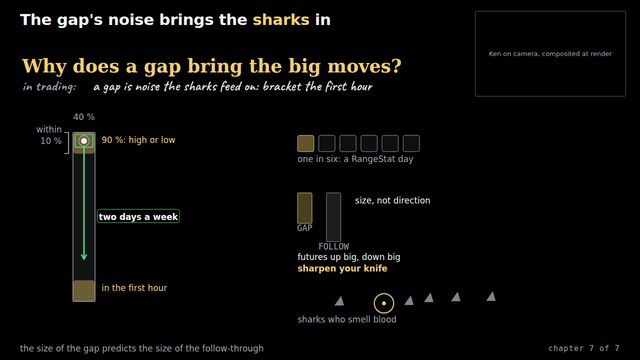 The gap's noise brings the sharks in
Ken on camera, composited at render
Why does a gap bring the big moves?
in trading: a gap is noise the sharks feed on: bracket the first hour
40 %
within
10 %
90 %: high or low
two days a week
in the first hour
one in six: a RangeStat day
size, not direction
GAP
FOLLOW
futures up big, down big
sharpen your knife
sharks who smell blood
the size of the gap predicts the size of the follow-through
chapter 7 of 7